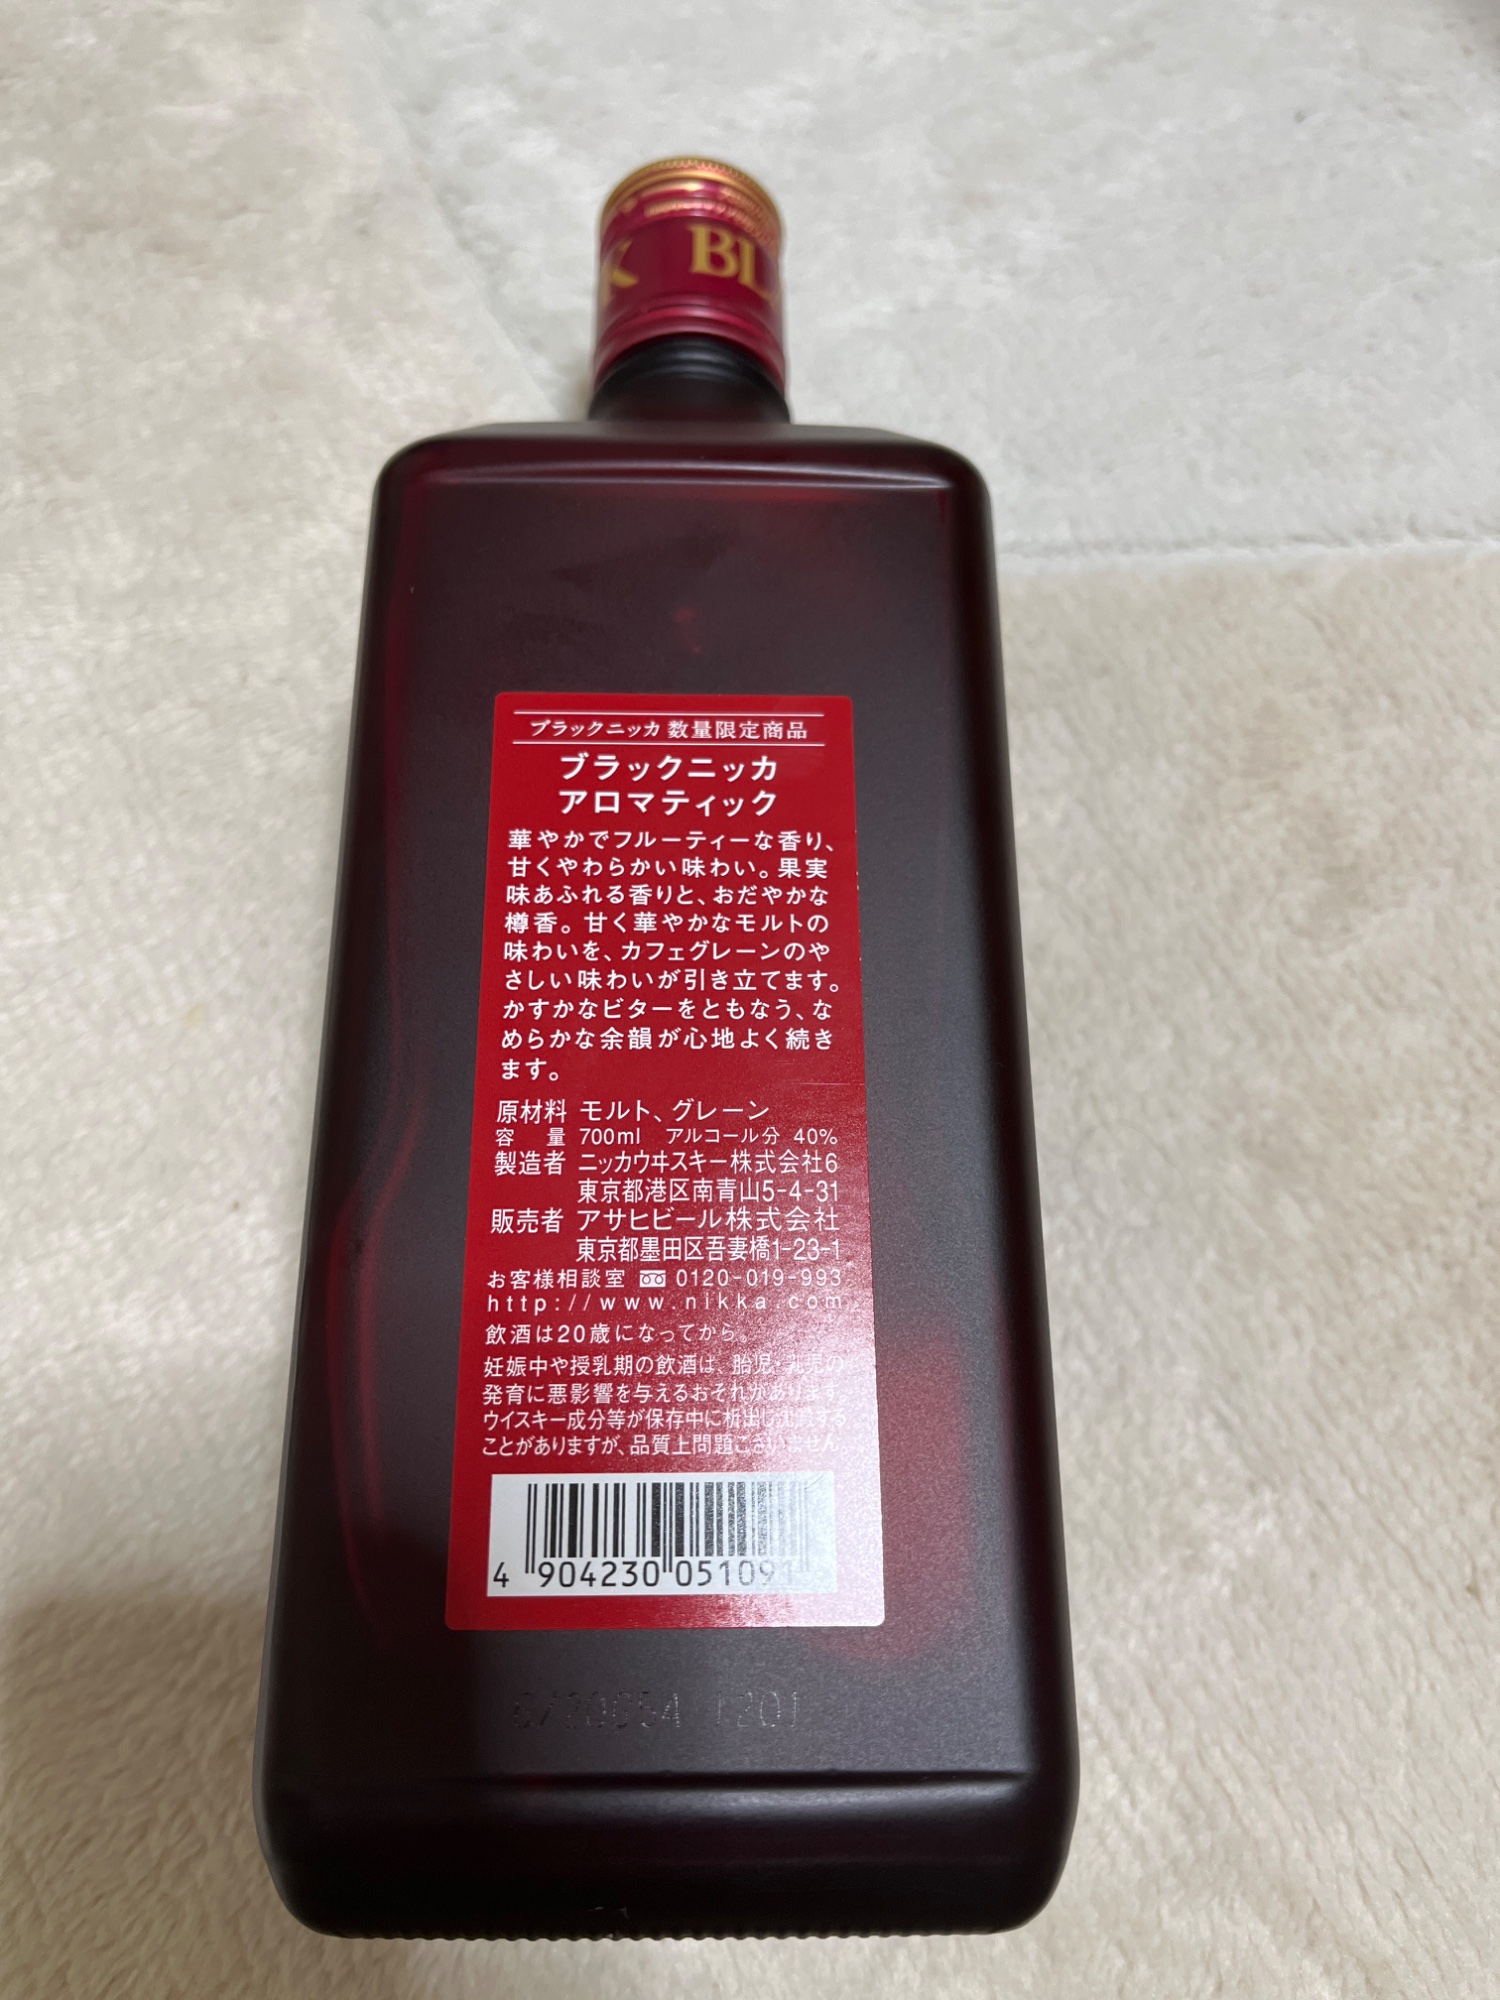 K BL
ブラックニッカ 数量限定商品
ブラックニッカ
アロマティック
華やかでフルーティーな香り、
甘くやわらかい味わい。果実
味あふれる香りと、おだやかな
樽香。甘く華やかなモルトの
味わいを、カフェグレーンのや
さしい味わいが引き立てます。
かすかなビターをともなう、な
めらかな余韻が心地よく続き
ます。
原材料 モルト、グレーン
容 量 700ml アルコール分 40%
製造者 ニッカウヰスキー株式会社6
東京都港区南青山5-4-31
販売者 アサヒビール株式会社
東京都墨田区吾妻橋1-23-1
お客様相談室 0120-019-993
http://www.nikka.com
飲酒は20歳になってから。
妊娠中や授乳期の飲酒は、胎児・乳児の
発育に悪影響を与えるおそれがあります。
ウイスキー成分等が保存中に析出し沈殿する
ことがありますが、品質上問題ございません。
4 904230 051091